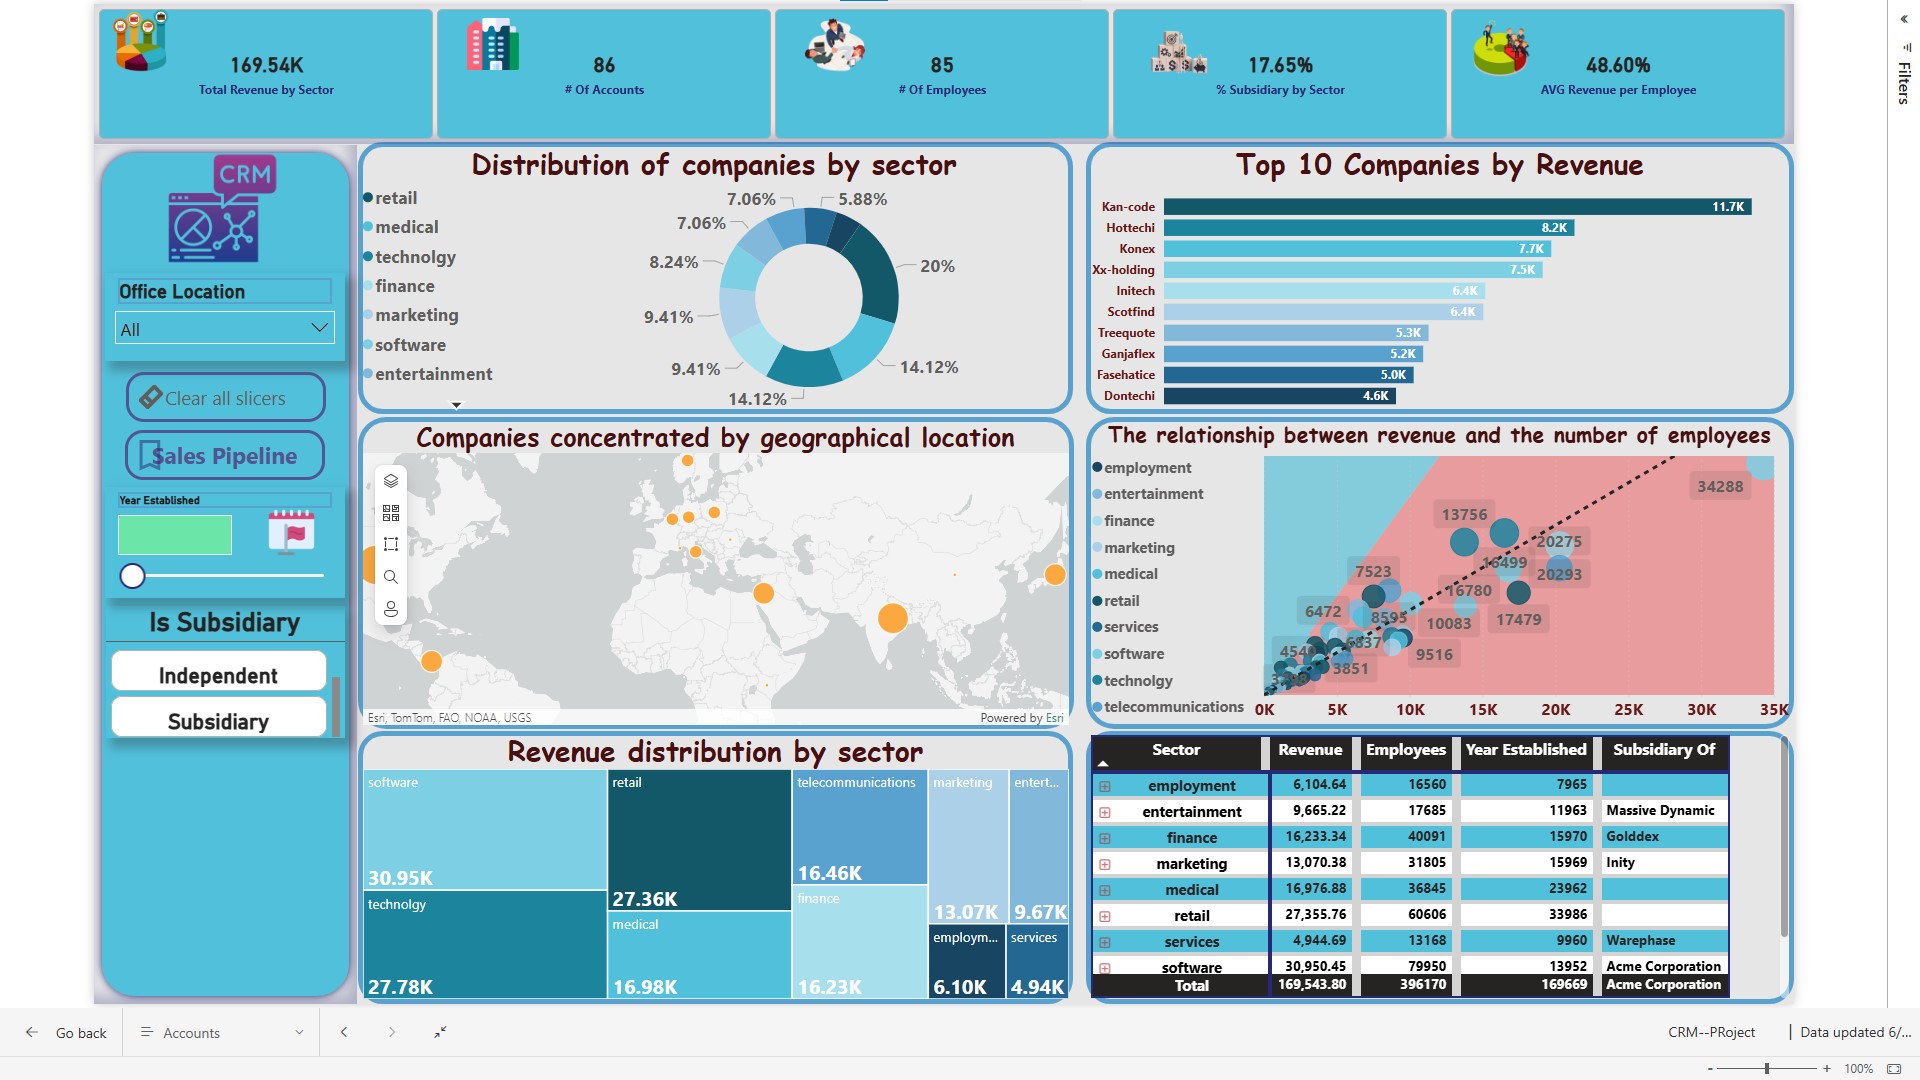 169.54K
Total Revenue by Sector
86
# Of Accounts
85
# Of Employees
17.65%
% Subsidiary by Sector
48.60%
AVG Revenue per Employee
Filters
CRM
Office Location
All
Clear all slicers
Sales Pipeline
Year Established
Is Subsidiary
Independent
Subsidiary
Distribution of companies by sector
retail
medical
technolgy
finance
marketing
software
entertainment
7.06%
5.88%
7.06%
20%
8.24%
9.41%
9.41%
14.12%
14.12%
Top 10 Companies by Revenue
Kan-code 11.7K
Hottechi 8.2K
Konex 7.7K
Xx-holding 7.5K
Initech 6.4K
Scotfind 6.4K
Treequote 5.3K
Ganjaflex 5.2K
Fasehatice 5.0K
Dontechi 4.6K
Companies concentrated by geographical location
Esri, TomTom, FAO, NOAA, USGS
Powered by Esri
The relationship between revenue and the number of employees
employment
entertainment
finance
marketing
medical
retail
services
software
technolgy
telecommunications
34288
13756
20275
16499
20293
7523
16780
6472
8595
10083
17479
6837
9516
3851
0K 5K 10K 15K 20K 25K 30K 35K
Revenue distribution by sector
software
30.95K
technolgy
27.78K
retail
27.36K
medical
16.98K
telecommunications
16.46K
finance
16.23K
marketing
13.07K
entert...
9.67K
employm...
6.10K
services
4.94K
Sector Revenue Employees Year Established Subsidiary Of
employment 6,104.64 16560 7965
entertainment 9,665.22 17685 11963 Massive Dynamic
finance 16,233.34 40091 15970 Golddex
marketing 13,070.38 31805 15969 Inity
medical 16,976.88 36845 23962
retail 27,355.76 60606 33986
services 4,944.69 13168 9960 Warephase
software 30,950.45 79950 13952 Acme Corporation
Total 169,543.80 396170 169669 Acme Corporation
Go back
Accounts
CRM--PRoject | Data updated 6/...
- + 100%